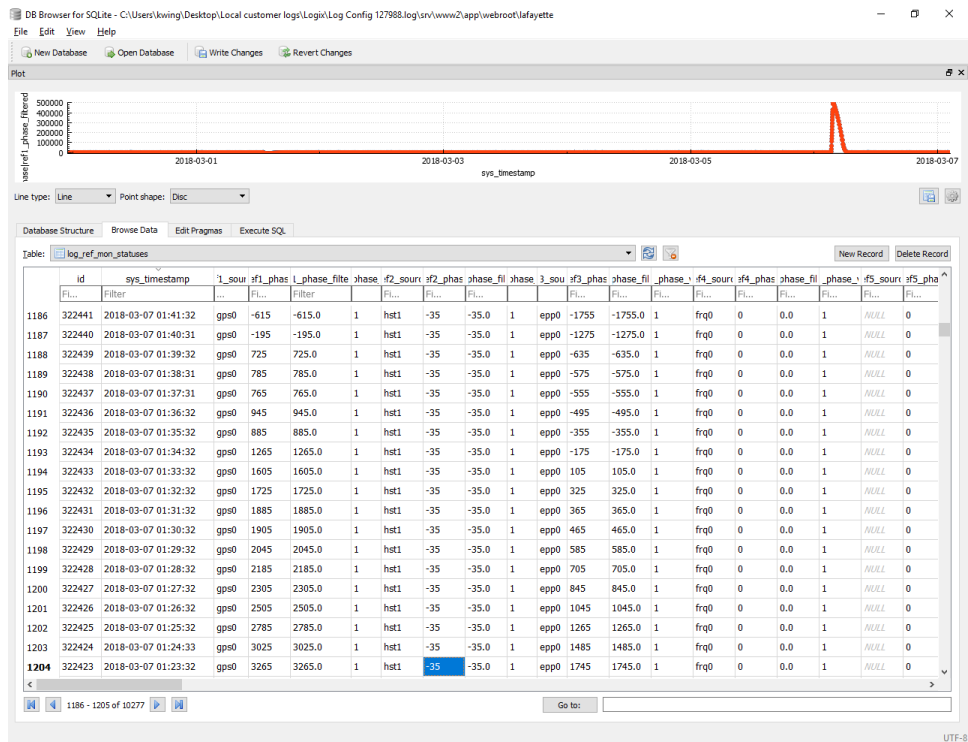 DB Browser for SQLite - C:\Users\kwing\Desktop\Local customer logs\Logix\Log Config 127988.log\srv\www2\app\webroot\lafayette
File Edit View Help
New Database Open Database Write Changes Revert Changes
Plot
ase|ref1_phase_filtered
500000
400000
300000
200000
100000
0
2018-03-01 2018-03-03 2018-03-05 2018-03-07
sys_timestamp
Line type: Line Point shape: Disc
Database Structure Browse Data Edit Pragmas Execute SQL
Table: log_ref_mon_statuses New Record Delete Record
id sys_timestamp f1_sour ef1_phas 1_phase_filte phase_ ef2_sourc ef2_phas phase_fil phase_ 3_sou ef3_phas phase_fil _phase_v ef4_sourc ef4_phas phase_fil _phase_v ef5_sourc ef5_pha
Fi... Filter ... Fi... Filter Fi... Fi... Fi... Fi... Fi... Fi... Fi... Fi... Fi... Fi... Fi...
1186 322441 2018-03-07 01:41:32 gps0 -615 -615.0 1 hst1 -35 -35.0 1 epp0 -1755 -1755.0 1 frq0 0 0.0 1 NULL 0
1187 322440 2018-03-07 01:40:31 gps0 -195 -195.0 1 hst1 -35 -35.0 1 epp0 -1275 -1275.0 1 frq0 0 0.0 1 NULL 0
1188 322439 2018-03-07 01:39:32 gps0 725 725.0 1 hst1 -35 -35.0 1 epp0 -635 -635.0 1 frq0 0 0.0 1 NULL 0
1189 322438 2018-03-07 01:38:31 gps0 785 785.0 1 hst1 -35 -35.0 1 epp0 -575 -575.0 1 frq0 0 0.0 1 NULL 0
1190 322437 2018-03-07 01:37:31 gps0 765 765.0 1 hst1 -35 -35.0 1 epp0 -555 -555.0 1 frq0 0 0.0 1 NULL 0
1191 322436 2018-03-07 01:36:32 gps0 945 945.0 1 hst1 -35 -35.0 1 epp0 -495 -495.0 1 frq0 0 0.0 1 NULL 0
1192 322435 2018-03-07 01:35:32 gps0 885 885.0 1 hst1 -35 -35.0 1 epp0 -355 -355.0 1 frq0 0 0.0 1 NULL 0
1193 322434 2018-03-07 01:34:32 gps0 1265 1265.0 1 hst1 -35 -35.0 1 epp0 -175 -175.0 1 frq0 0 0.0 1 NULL 0
1194 322433 2018-03-07 01:33:32 gps0 1605 1605.0 1 hst1 -35 -35.0 1 epp0 105 105.0 1 frq0 0 0.0 1 NULL 0
1195 322432 2018-03-07 01:32:32 gps0 1725 1725.0 1 hst1 -35 -35.0 1 epp0 325 325.0 1 frq0 0 0.0 1 NULL 0
1196 322431 2018-03-07 01:31:32 gps0 1885 1885.0 1 hst1 -35 -35.0 1 epp0 365 365.0 1 frq0 0 0.0 1 NULL 0
1197 322430 2018-03-07 01:30:32 gps0 1905 1905.0 1 hst1 -35 -35.0 1 epp0 465 465.0 1 frq0 0 0.0 1 NULL 0
1198 322429 2018-03-07 01:29:32 gps0 2045 2045.0 1 hst1 -35 -35.0 1 epp0 585 585.0 1 frq0 0 0.0 1 NULL 0
1199 322428 2018-03-07 01:28:32 gps0 2185 2185.0 1 hst1 -35 -35.0 1 epp0 705 705.0 1 frq0 0 0.0 1 NULL 0
1200 322427 2018-03-07 01:27:32 gps0 2305 2305.0 1 hst1 -35 -35.0 1 epp0 845 845.0 1 frq0 0 0.0 1 NULL 0
1201 322426 2018-03-07 01:26:32 gps0 2505 2505.0 1 hst1 -35 -35.0 1 epp0 1045 1045.0 1 frq0 0 0.0 1 NULL 0
1202 322425 2018-03-07 01:25:32 gps0 2785 2785.0 1 hst1 -35 -35.0 1 epp0 1265 1265.0 1 frq0 0 0.0 1 NULL 0
1203 322424 2018-03-07 01:24:33 gps0 3025 3025.0 1 hst1 -35 -35.0 1 epp0 1485 1485.0 1 frq0 0 0.0 1 NULL 0
1204 322423 2018-03-07 01:23:32 gps0 3265 3265.0 1 hst1 -35 -35.0 1 epp0 1745 1745.0 1 frq0 0 0.0 1 NULL 0
1186 - 1205 of 10277 Go to:
UTF-8